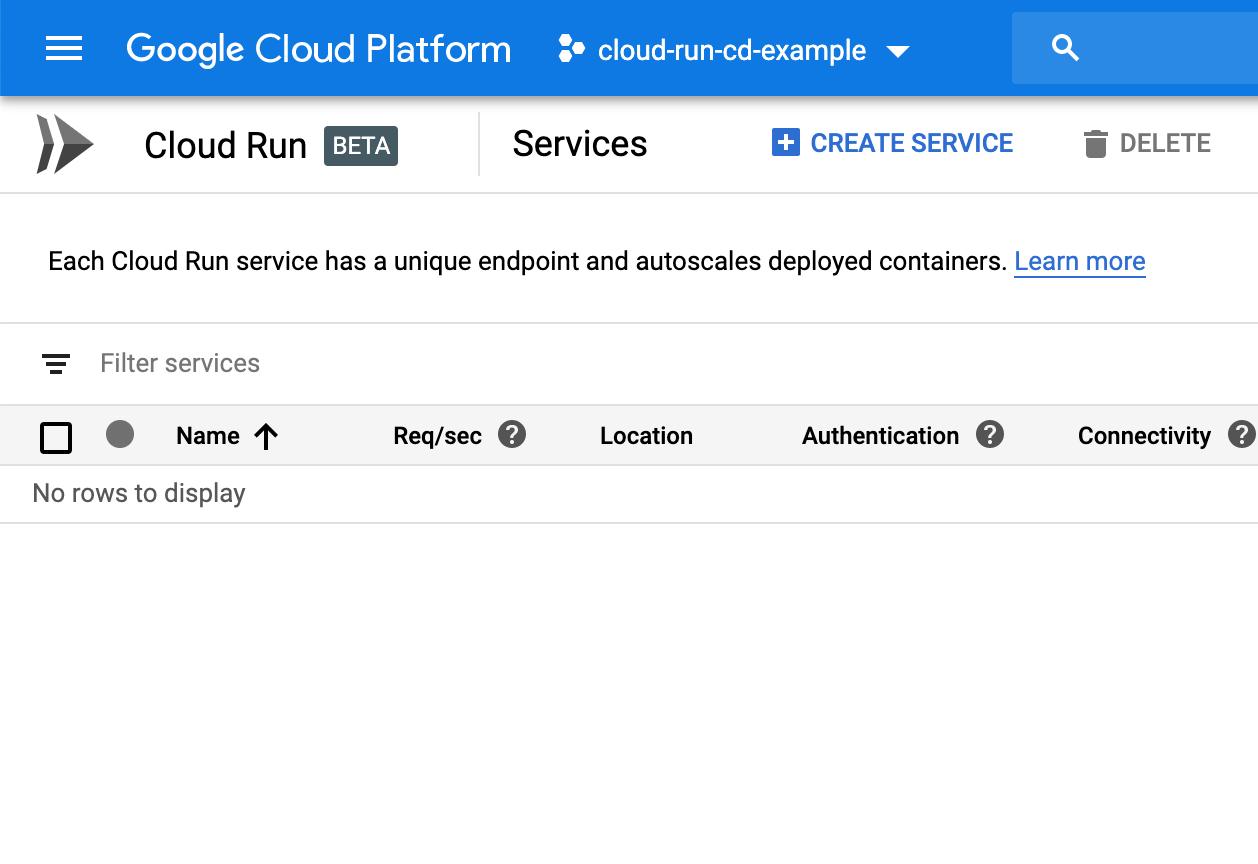 Google Cloud Platform cloud-run-cd-example
Cloud Run BETA Services CREATE SERVICE DELETE
Each Cloud Run service has a unique endpoint and autoscales deployed containers. Learn more
Filter services
Name Req/sec ? Location Authentication ? Connectivity ?
No rows to display